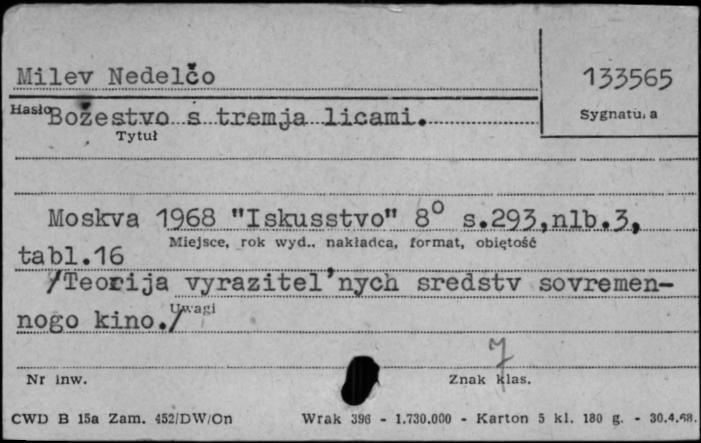 Milev Nedelčo
133565
Hasło
Sygnatura
Božestvo s tremja licami.
Tytuł
Moskva 1968 "Iskusstvo" 8° s.293,nlb.3,
Miejsce, rok wyd., nakładca, format, objętość
tabl.16
/Teorija vyrazitel'nych sredstv sovremen-
nogo kino./
Uwagi
Nr inw.
Znak klas.
CWD B 15a Zam. 452/DW/On Wrak 396 - 1.730.000 - Karton 5 kl. 180 g. - 30.4.68.